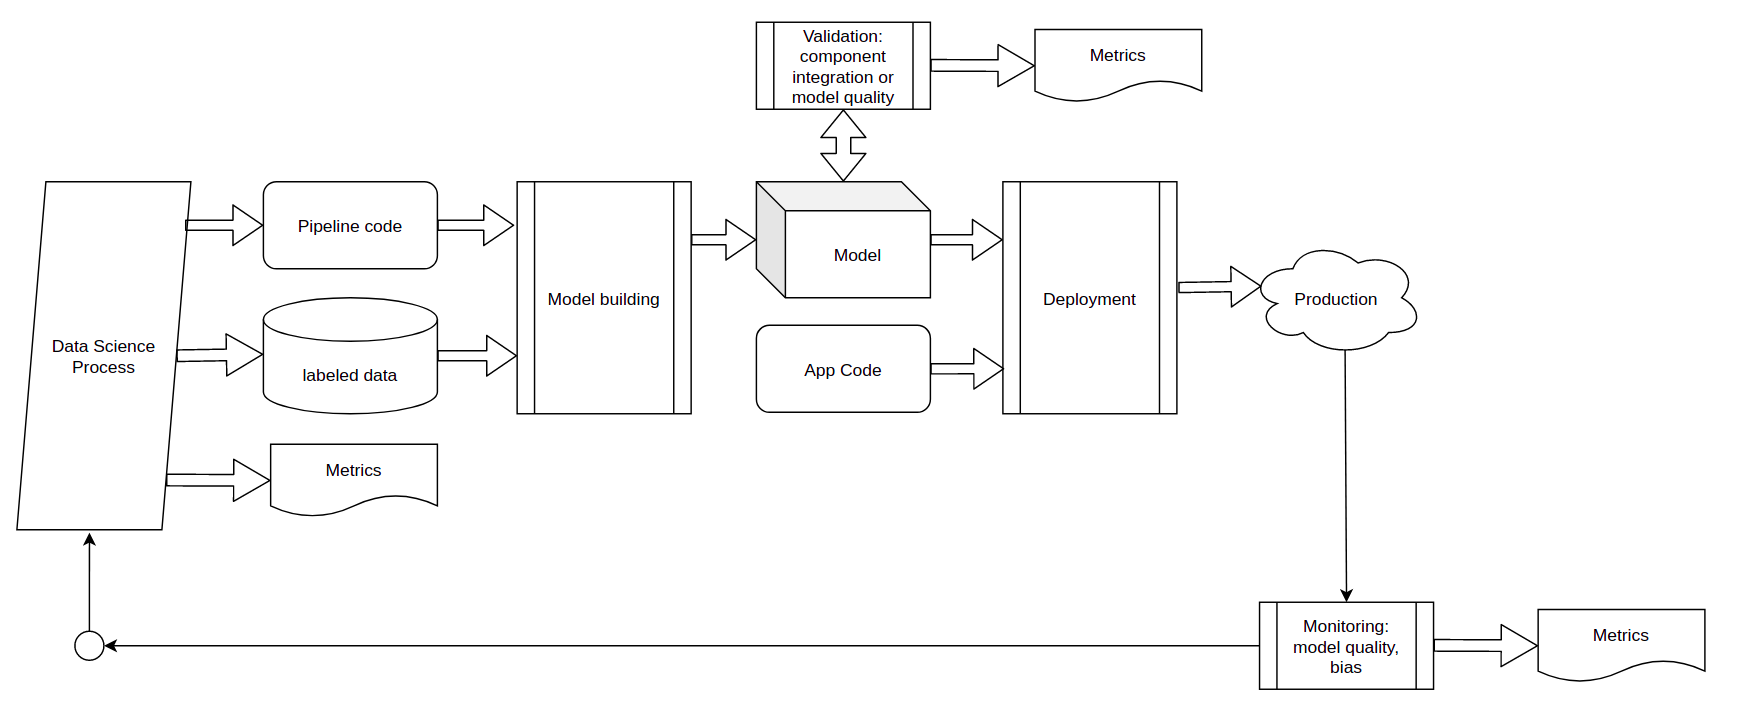 Validation:
component
integration or
model quality
Metrics
Pipeline code
Model building
Model
Deployment
Production
Data Science
Process
labeled data
App Code
Metrics
Monitoring:
model quality,
bias
Metrics